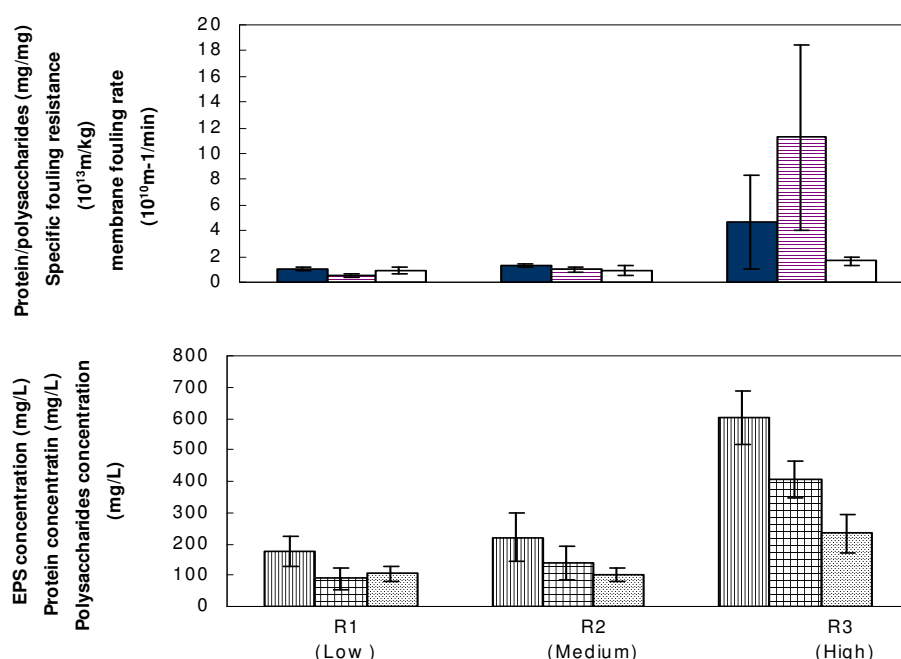 Protein/polysaccharides (mg/mg)
Specific fouling resistance
(10¹³m/kg)
membrane fouling rate
(10¹⁰m-1/min)
20
18
16
14
12
10
8
6
4
2
0
EPS concentration (mg/L)
Protein concentratin (mg/L)
Polysaccharides concentration
(mg/L)
800
700
600
500
400
300
200
100
0
R1
(Low)
R2
(Medium)
R3
(High)